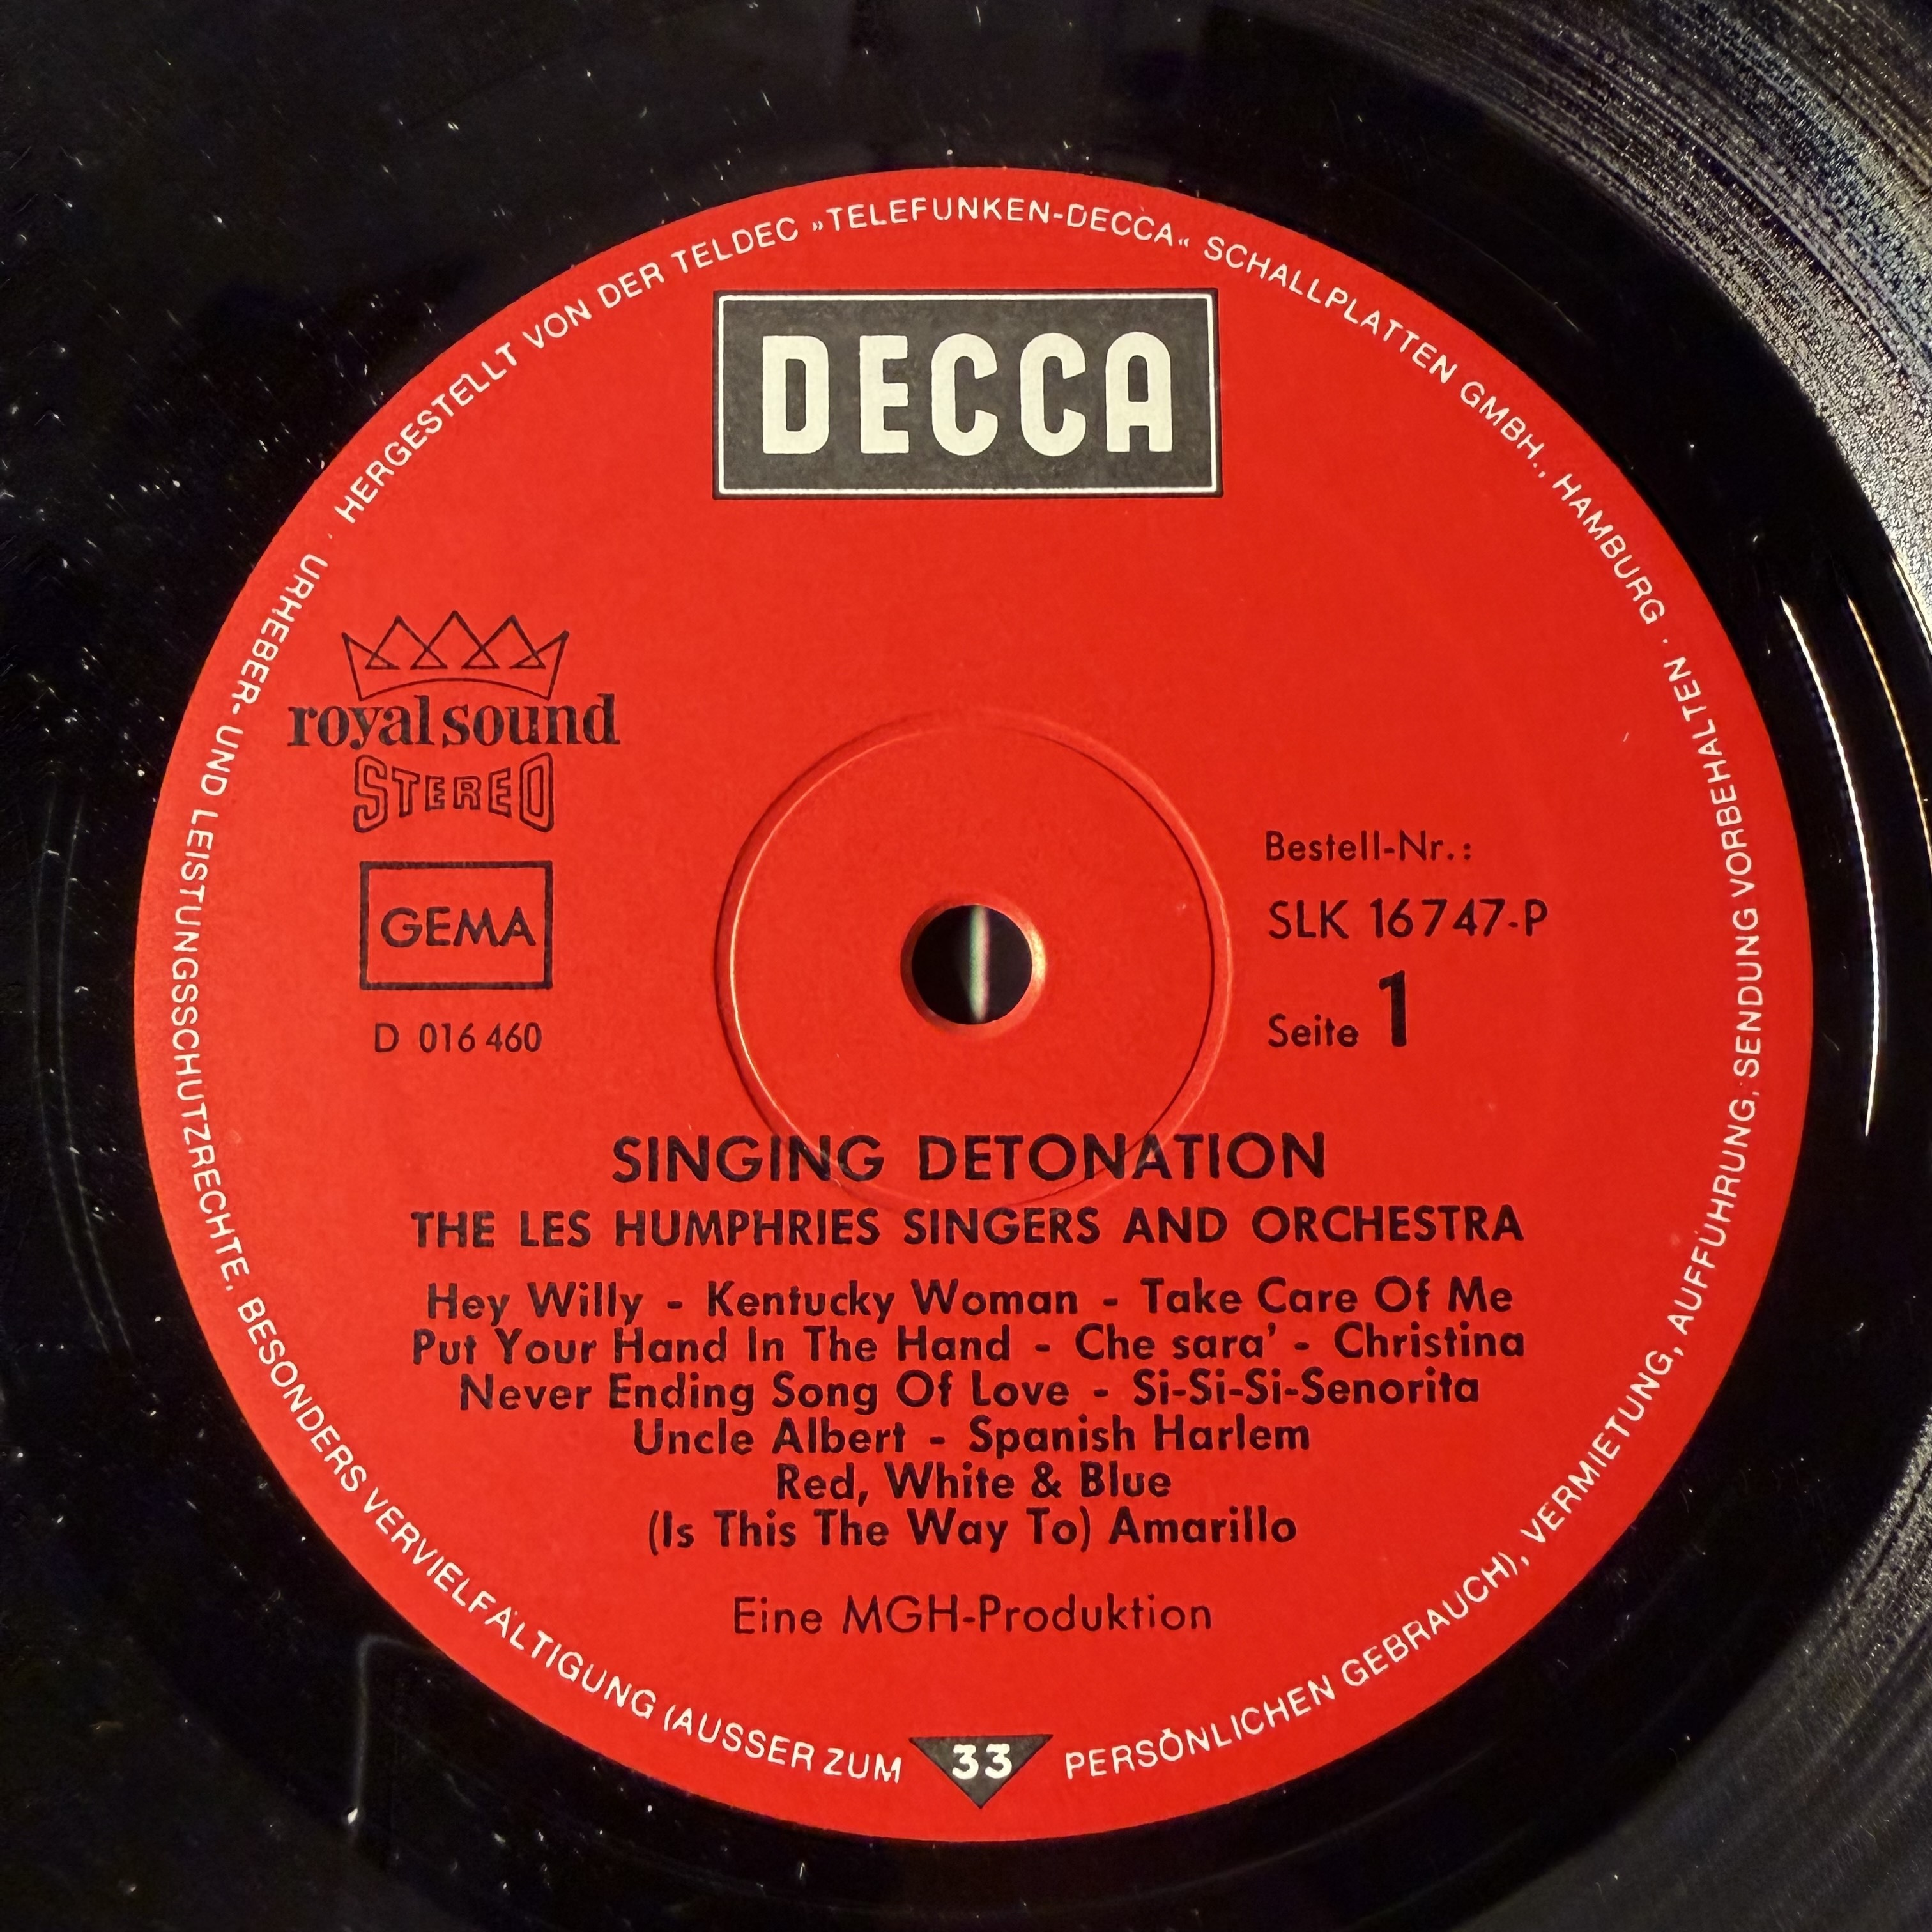 HERGESTELLT VON DER TELDEC »TELEFUNKEN-DECCA« SCHALLPLATTEN GMBH., HAMBURG · URHEBER- UND LEISTUNGSSCHUTZRECHTE, BESONDERS VERVIELFÄLTIGUNG (AUSSER ZUM PERSÖNLICHEN GEBRAUCH), VERMIETUNG, AUFFÜHRUNG, SENDUNG VORBEHALTEN ·
DECCA
royal sound
STEREO
GEMA
D 016 460
Bestell-Nr.:
SLK 16 747-P
Seite 1
SINGING DETONATION
THE LES HUMPHRIES SINGERS AND ORCHESTRA
Hey Willy - Kentucky Woman - Take Care Of Me
Put Your Hand In The Hand - Che sara' - Christina
Never Ending Song Of Love - Si-Si-Si-Senorita
Uncle Albert - Spanish Harlem
Red, White & Blue
(Is This The Way To) Amarillo
Eine MGH-Produktion
33